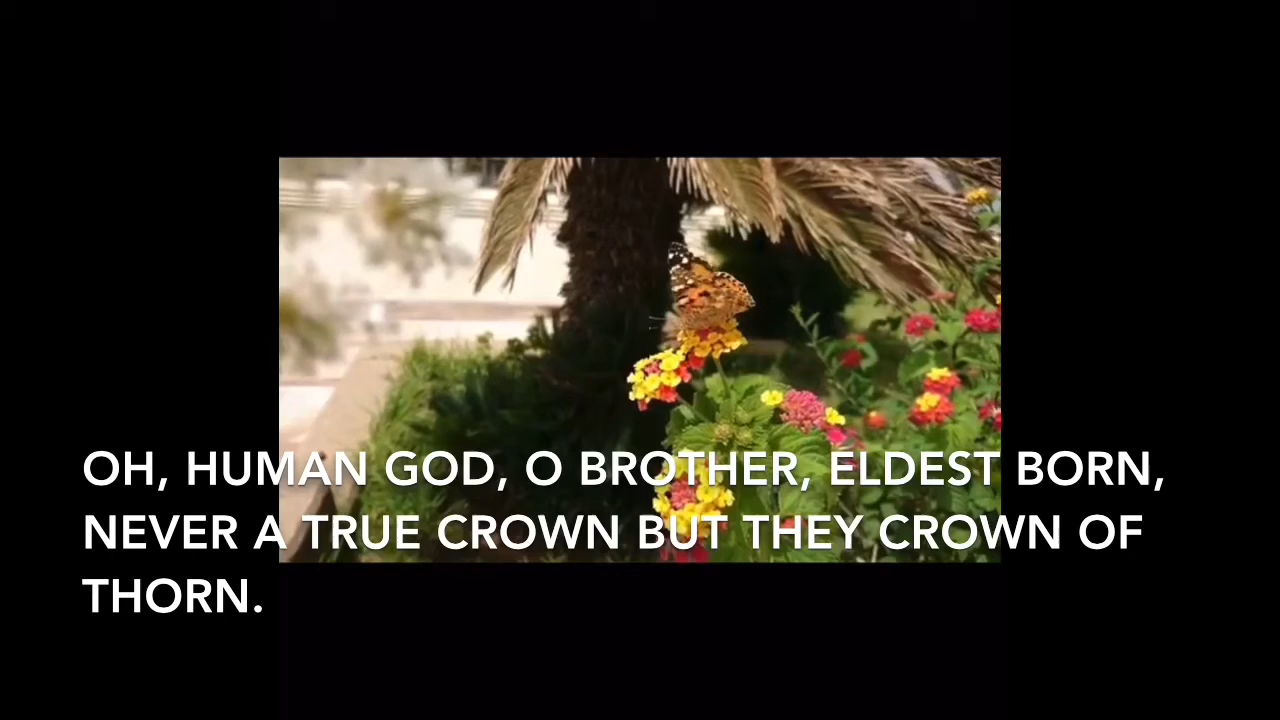 OH, HUMAN GOD, O BROTHER, ELDEST BORN,
NEVER A TRUE CROWN BUT THEY CROWN OF
THORN.